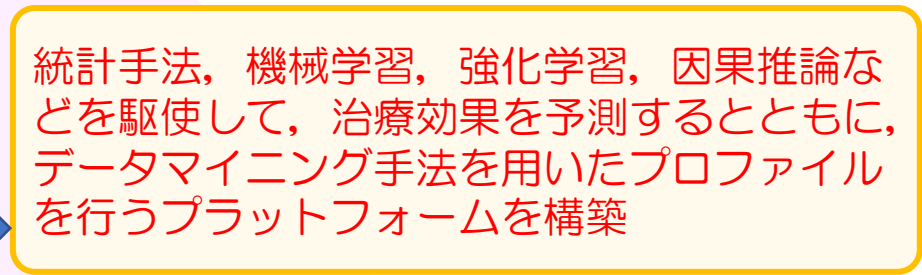 統計手法，機械学習，強化学習，因果推論な
どを駆使して，治療効果を予測するとともに，
データマイニング手法を用いたプロファイル
を行うプラットフォームを構築